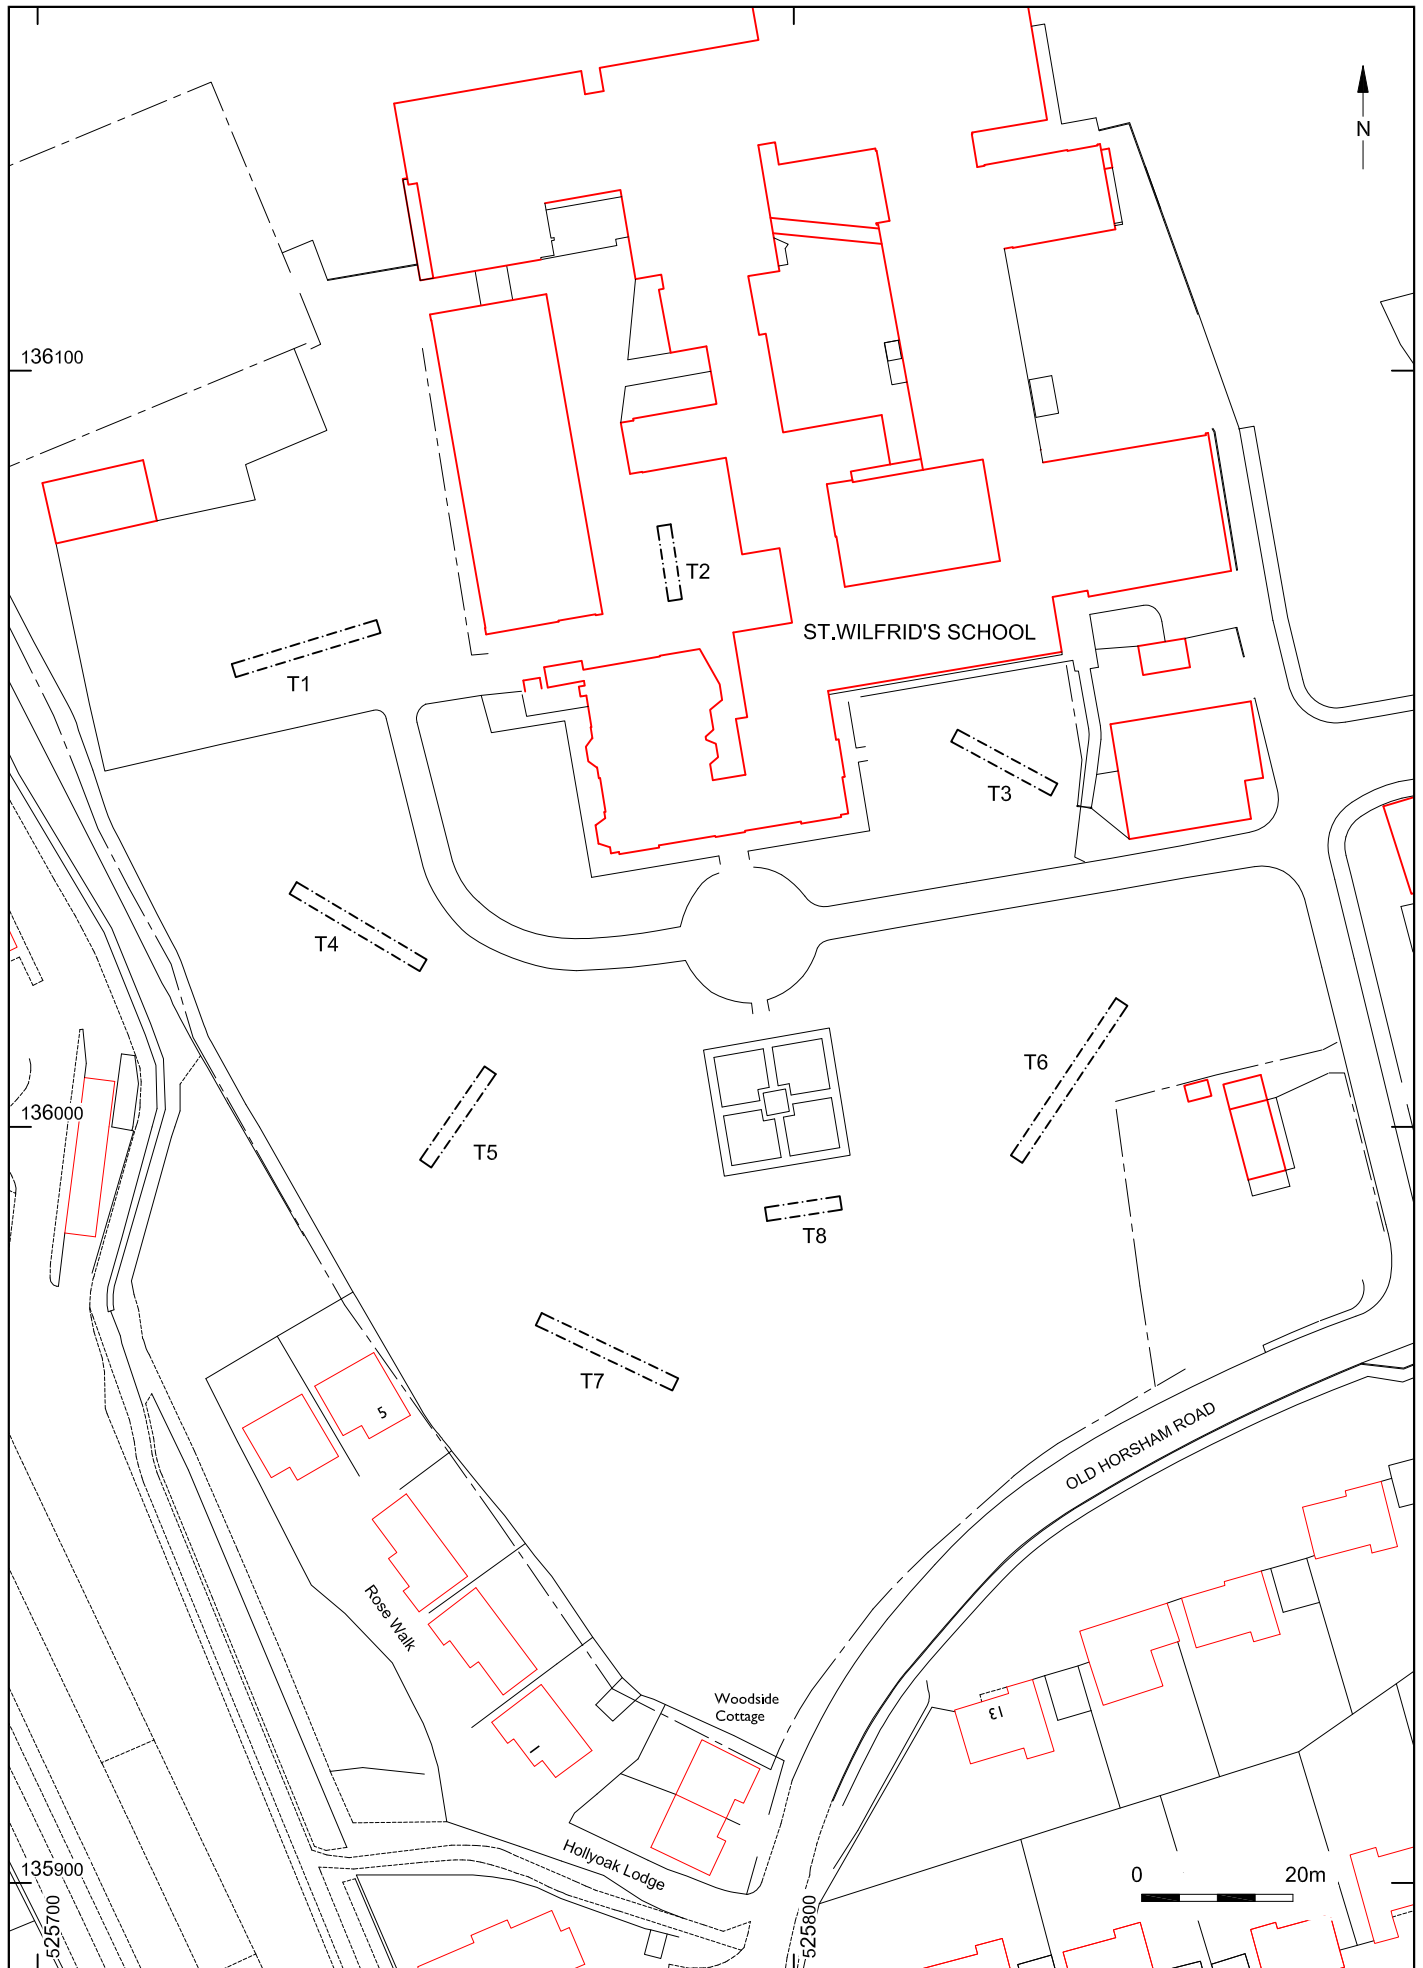 N
136100
T2
ST.WILFRID'S SCHOOL
T1
T3
T4
T6
136000
T5
T8
T7
5
OLD HORSHAM ROAD
Rose Walk
Woodside
Cottage
13
1
Hollyoak Lodge
135900
0 20m
525700
525800